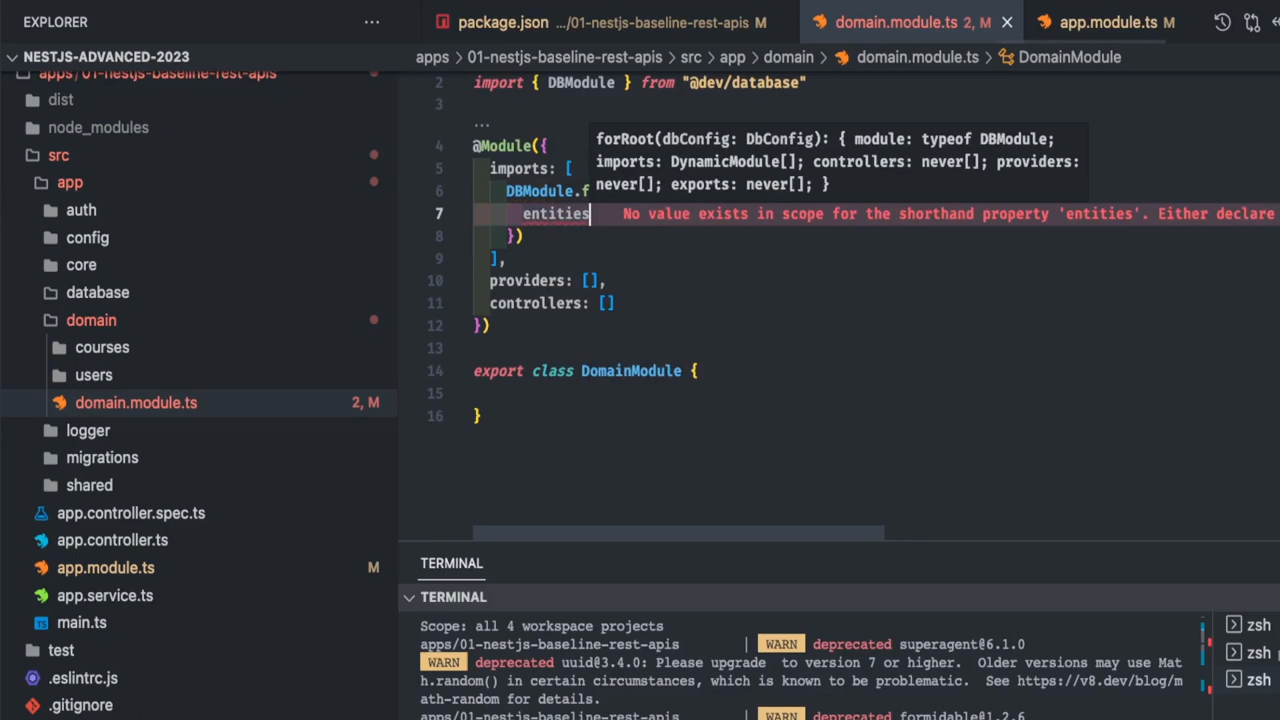 EXPLORER
...
package.json .../01-nestjs-baseline-rest-apis M
domain.module.ts 2, M
app.module.ts M
NESTJS-ADVANCED-2023
apps > 01-nestjs-baseline-rest-apis > src > app > domain > domain.module.ts > DomainModule
apps / 01-nestjs-baseline-rest-apis
dist
node_modules
src
app
auth
config
core
database
domain
courses
users
domain.module.ts 2, M
logger
migrations
shared
app.controller.spec.ts
app.controller.ts
app.module.ts M
app.service.ts
main.ts
test
.eslintrc.js
.gitignore
2 import { DBModule } from "@dev/database"
3
...
4 @Module({
5 imports: [
6 DBModule.f
7 entities No value exists in scope for the shorthand property 'entities'. Either declare
8 })
9 ],
10 providers: [],
11 controllers: []
12 })
13
14 export class DomainModule {
15
16 }
forRoot(dbConfig: DbConfig): { module: typeof DBModule;
imports: DynamicModule[]; controllers: never[]; providers:
never[]; exports: never[]; }
TERMINAL
TERMINAL
Scope: all 4 workspace projects
apps/01-nestjs-baseline-rest-apis | WARN deprecated superagent@6.1.0
WARN deprecated uuid@3.4.0: Please upgrade to version 7 or higher. Older versions may use Mat
h.random() in certain circumstances, which is known to be problematic. See https://v8.dev/blog/m
ath-random for details.
apps/01-nestjs-baseline-rest-apis | WARN deprecated formidable@1.2.6
zsh
zsh
zsh